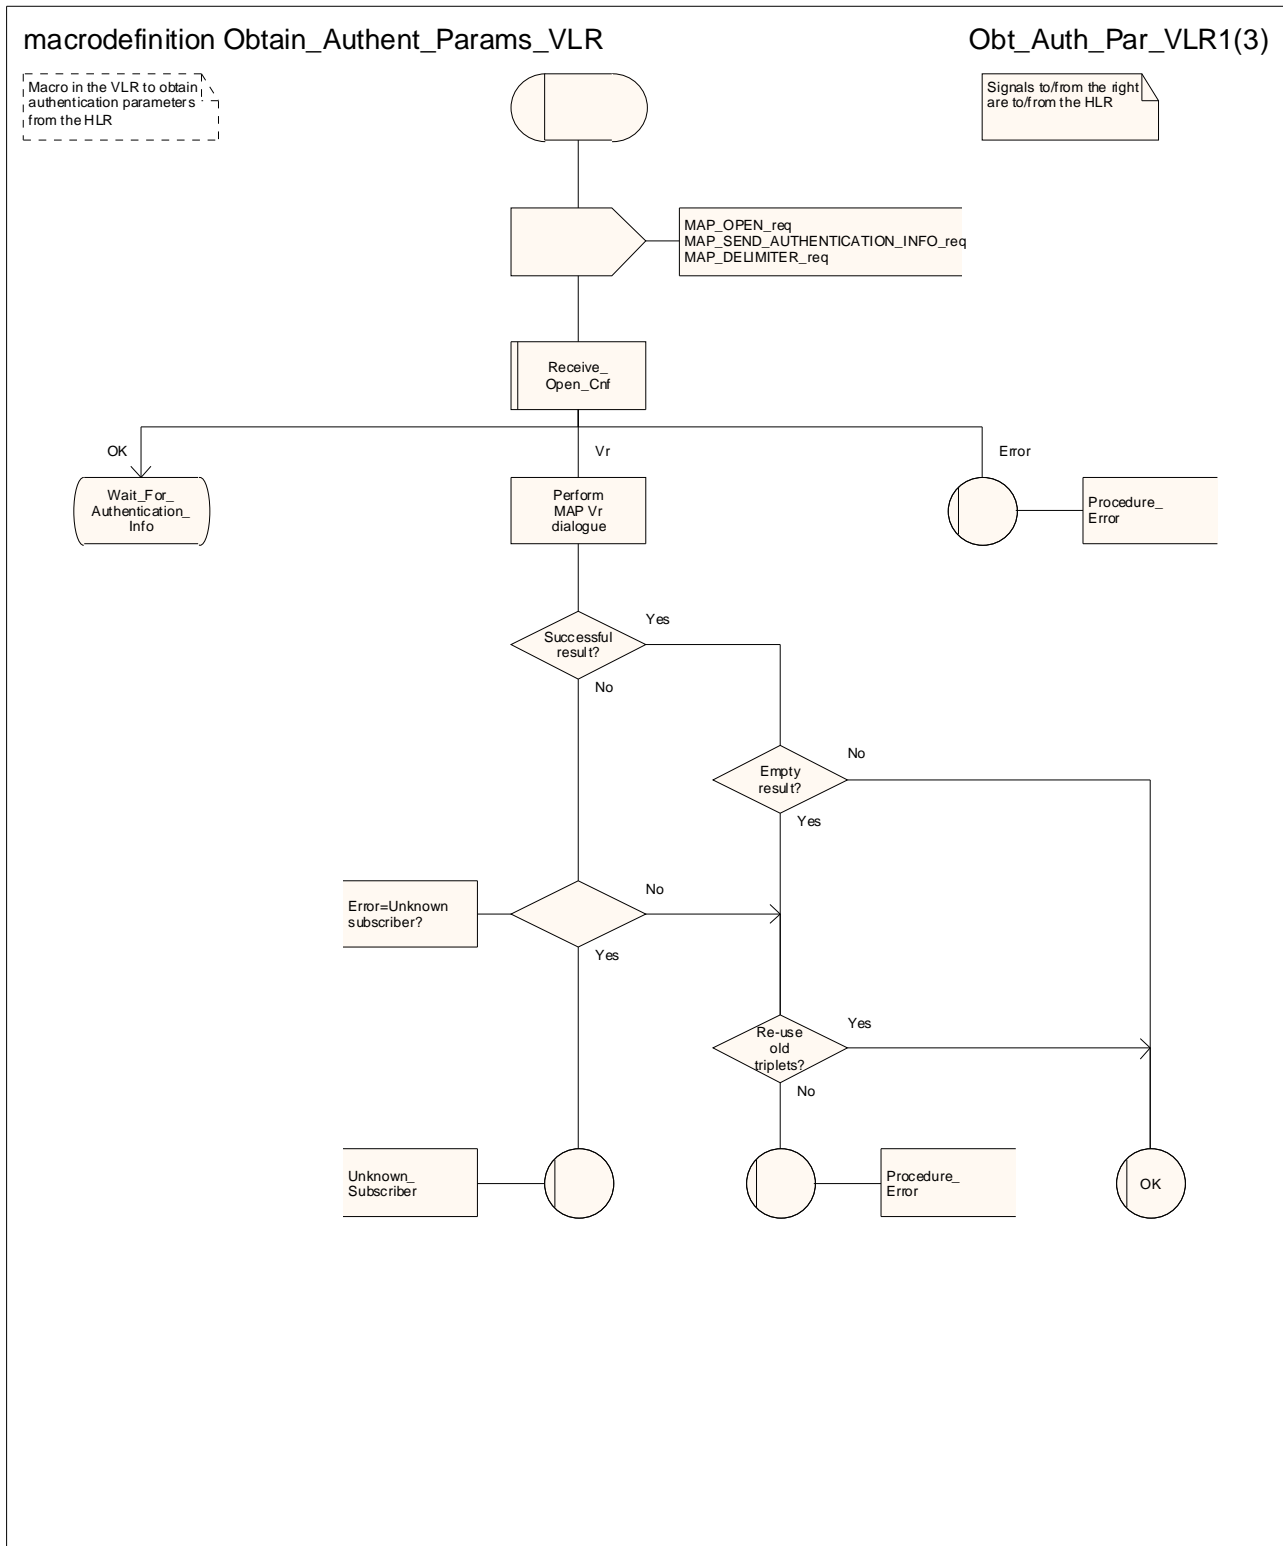 macrodefinition Obtain_Authent_Params_VLR
Obt_Auth_Par_VLR1(3)
Macro in the VLR to obtain
authentication parameters
from the HLR
Signals to/from the right
are to/from the HLR
MAP_OPEN_req
MAP_SEND_AUTHENTICATION_INFO_req
MAP_DELIMITER_req
Receive_
Open_Cnf
OK
Vr
Error
Wait_For_
Authentication_
Info
Perform
MAP Vr
dialogue
Procedure_
Error
Successful
result?
Yes
No
Empty
result?
No
Yes
Error=Unknown
subscriber?
No
Yes
Re-use
old
triplets?
Yes
No
Unknown_
Subscriber
Procedure_
Error
OK